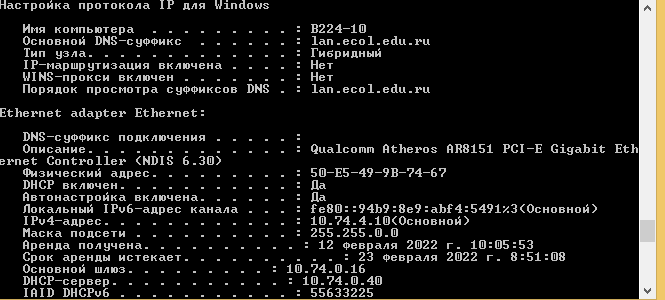 Настройка протокола IP для Windows
Имя компьютера . . . . . . . . . : B224-10
Основной DNS-суффикс . . . . . . : lan.ecol.edu.ru
Тип узла. . . . . . . . . . . . . : Гибридный
IP-маршрутизация включена . . . . : Нет
WINS-прокси включен . . . . . . . : Нет
Порядок просмотра суффиксов DNS . : lan.ecol.edu.ru
Ethernet adapter Ethernet:
DNS-суффикс подключения . . . . . :
Описание. . . . . . . . . . . . . : Qualcomm Atheros AR8151 PCI-E Gigabit Eth
ernet Controller (NDIS 6.30)
Физический адрес. . . . . . . . . : 50-E5-49-9B-74-67
DHCP включен. . . . . . . . . . . : Да
Автонастройка включена. . . . . . : Да
Локальный IPv6-адрес канала . . . : fe80::94b9:8e9:abf4:5491%3(Основной)
IPv4-адрес. . . . . . . . . . . . : 10.74.4.10(Основной)
Маска подсети . . . . . . . . . . : 255.255.0.0
Аренда получена. . . . . . . . . . : 12 февраля 2022 г. 10:05:53
Срок аренды истекает. . . . . . . . . . : 23 февраля 2022 г. 8:51:08
Основной шлюз. . . . . . . . . : 10.74.0.16
DHCP-сервер. . . . . . . . . . . : 10.74.0.40
IAID DHCPv6 . . . . . . . . . . . : 55633225